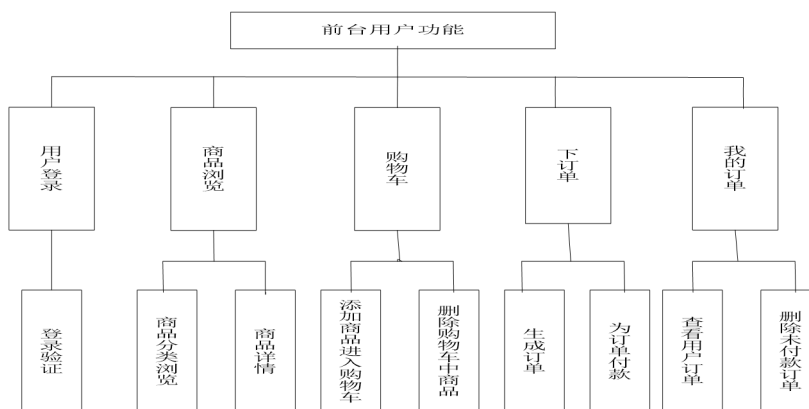 前台用户功能
用户登录
商品浏览
购物车
下订单
我的订单
登录验证
商品分类浏览
商品详情
添加商品进入购物车
删除购物车中商品
生成订单
为订单付款
查看用户订单
删除未付款订单